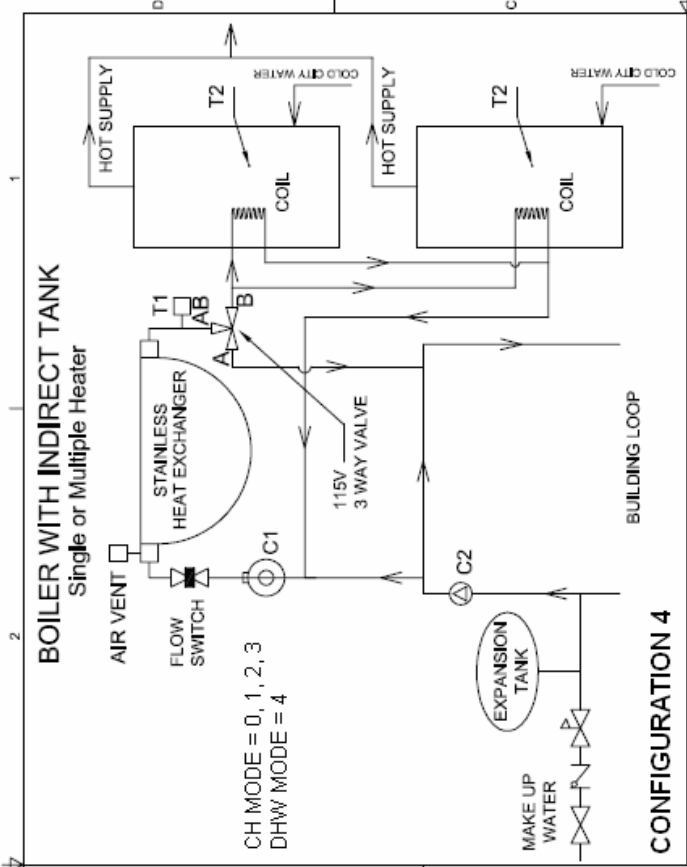 BOILER WITH INDIRECT TANK
Single or Multiple Heater
AIR VENT
STAINLESS
HEAT EXCHANGER
T1
AB
A
B
FLOW
SWITCH
C1
115V
3 WAY VALVE
HOT SUPPLY
T2
COIL
COLD CITY WATER
HOT SUPPLY
T2
COIL
COLD CITY WATER
CH MODE = 0, 1, 2, 3
DHW MODE = 4
C2
EXPANSION
TANK
MAKE UP
WATER
BUILDING LOOP
CONFIGURATION 4
2
1
D
C